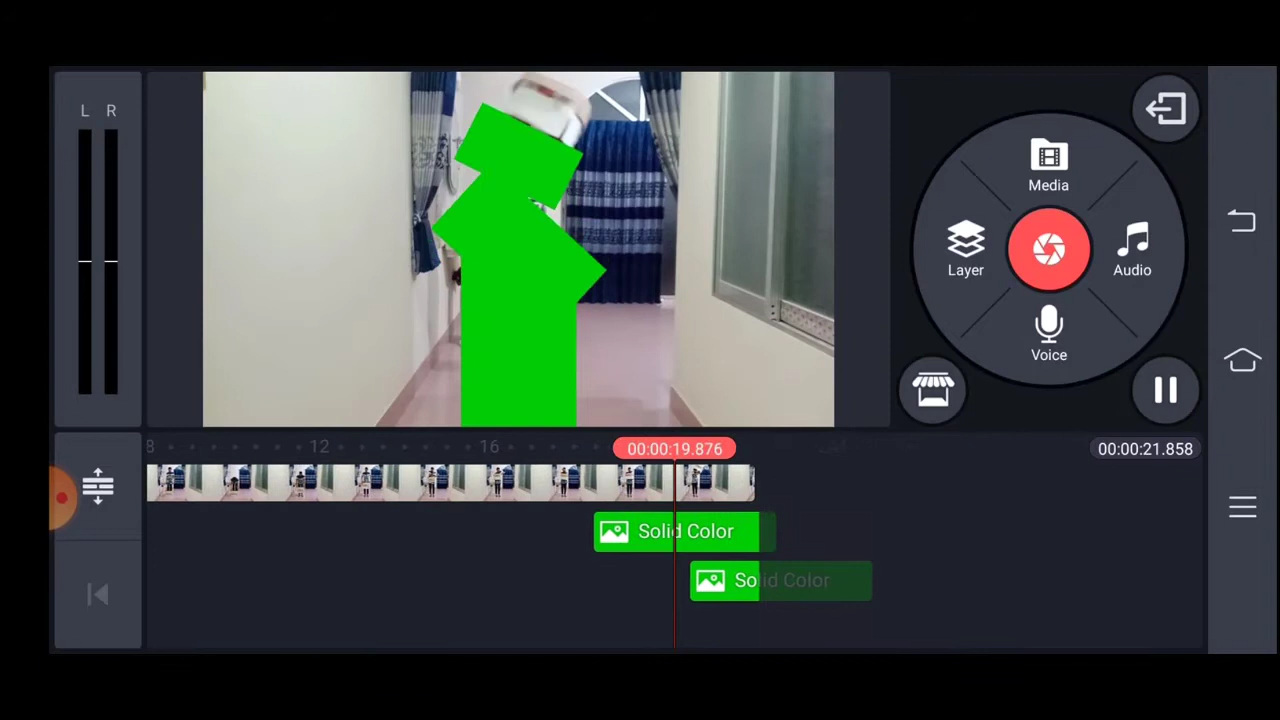 L R
Media
Layer
Audio
Voice
8 12 16
00:00:19.876
00:00:21.858
Solid Color
Solid Color